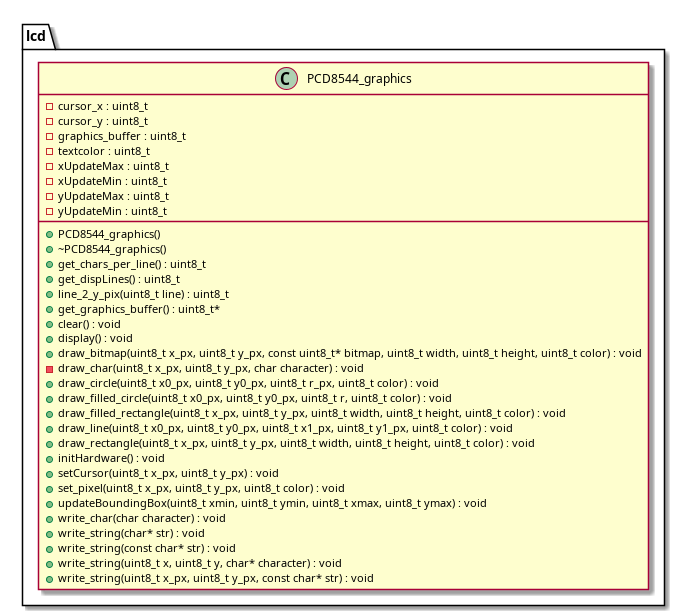 lcd
C PCD8544_graphics
cursor_x : uint8_t
cursor_y : uint8_t
graphics_buffer : uint8_t
textcolor : uint8_t
xUpdateMax : uint8_t
xUpdateMin : uint8_t
yUpdateMax : uint8_t
yUpdateMin : uint8_t
PCD8544_graphics()
~PCD8544_graphics()
get_chars_per_line() : uint8_t
get_dispLines() : uint8_t
line_2_y_pix(uint8_t line) : uint8_t
get_graphics_buffer() : uint8_t*
clear() : void
display() : void
draw_bitmap(uint8_t x_px, uint8_t y_px, const uint8_t* bitmap, uint8_t width, uint8_t height, uint8_t color) : void
draw_char(uint8_t x_px, uint8_t y_px, char character) : void
draw_circle(uint8_t x0_px, uint8_t y0_px, uint8_t r_px, uint8_t color) : void
draw_filled_circle(uint8_t x0_px, uint8_t y0_px, uint8_t r, uint8_t color) : void
draw_filled_rectangle(uint8_t x_px, uint8_t y_px, uint8_t width, uint8_t height, uint8_t color) : void
draw_line(uint8_t x0_px, uint8_t y0_px, uint8_t x1_px, uint8_t y1_px, uint8_t color) : void
draw_rectangle(uint8_t x_px, uint8_t y_px, uint8_t width, uint8_t height, uint8_t color) : void
initHardware() : void
setCursor(uint8_t x_px, uint8_t y_px) : void
set_pixel(uint8_t x_px, uint8_t y_px, uint8_t color) : void
updateBoundingBox(uint8_t xmin, uint8_t ymin, uint8_t xmax, uint8_t ymax) : void
write_char(char character) : void
write_string(char* str) : void
write_string(const char* str) : void
write_string(uint8_t x, uint8_t y, char* character) : void
write_string(uint8_t x_px, uint8_t y_px, const char* str) : void